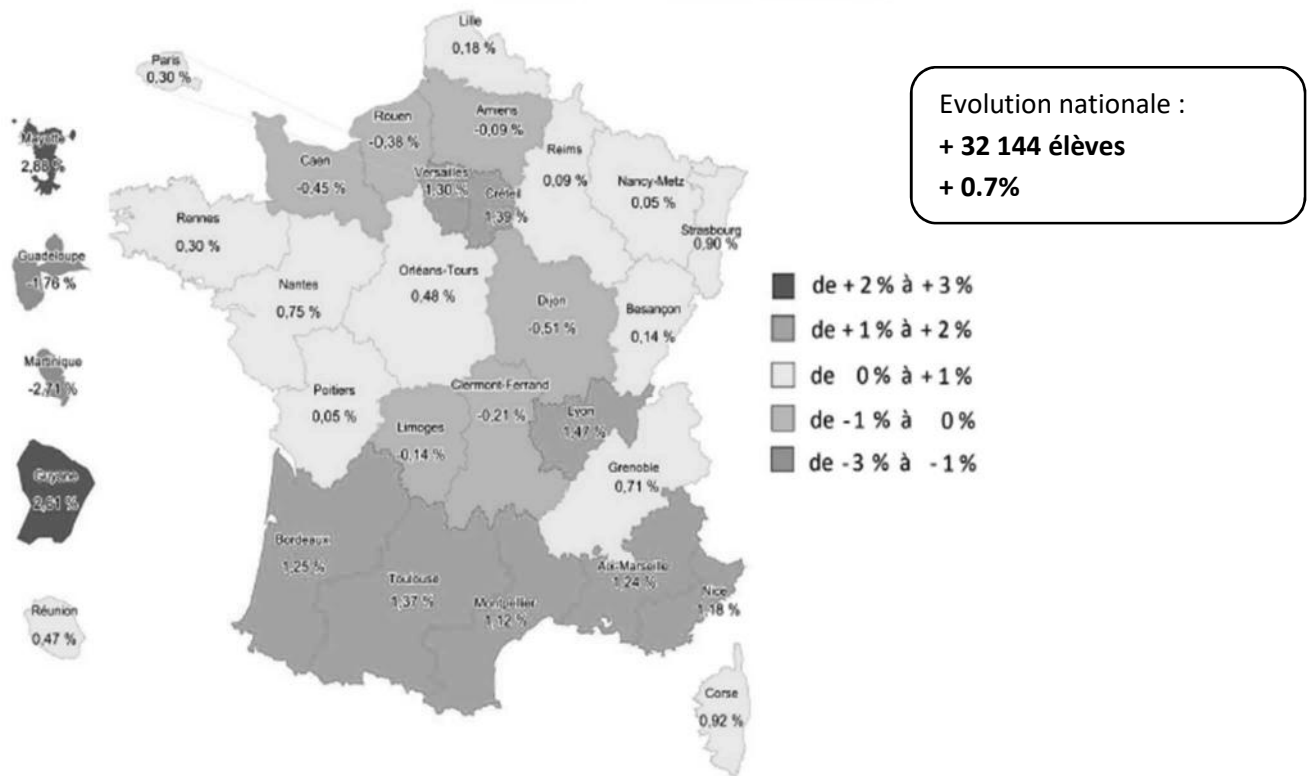 Lille
0,18 %
Paris
0,30 %
Rouen
-0,38 %
Amiens
-0,09 %
Mayotte
2,88 %
Caen
-0,45 %
Versailles
1,30 %
Créteil
1,39 %
Reims
0,09 %
Nancy-Metz
0,05 %
Strasbourg
0,90 %
Rennes
0,30 %
Guadeloupe
-1,76 %
Nantes
0,75 %
Orléans-Tours
0,48 %
Dijon
-0,51 %
Besançon
0,14 %
Martinique
-2,71 %
Poitiers
0,05 %
Limoges
-0,14 %
Clermont-Ferrand
-0,21 %
Lyon
1,47 %
Grenoble
0,71 %
Guyane
2,61 %
Bordeaux
1,25 %
Toulouse
1,37 %
Montpellier
1,12 %
Aix-Marseille
1,24 %
Nice
1,18 %
Réunion
0,47 %
Corse
0,92 %
Evolution nationale :
+ 32 144 élèves
+ 0.7%
de + 2 % à + 3 %
de + 1 % à + 2 %
de 0 % à + 1 %
de -1 % à 0 %
de -3 % à -1 %